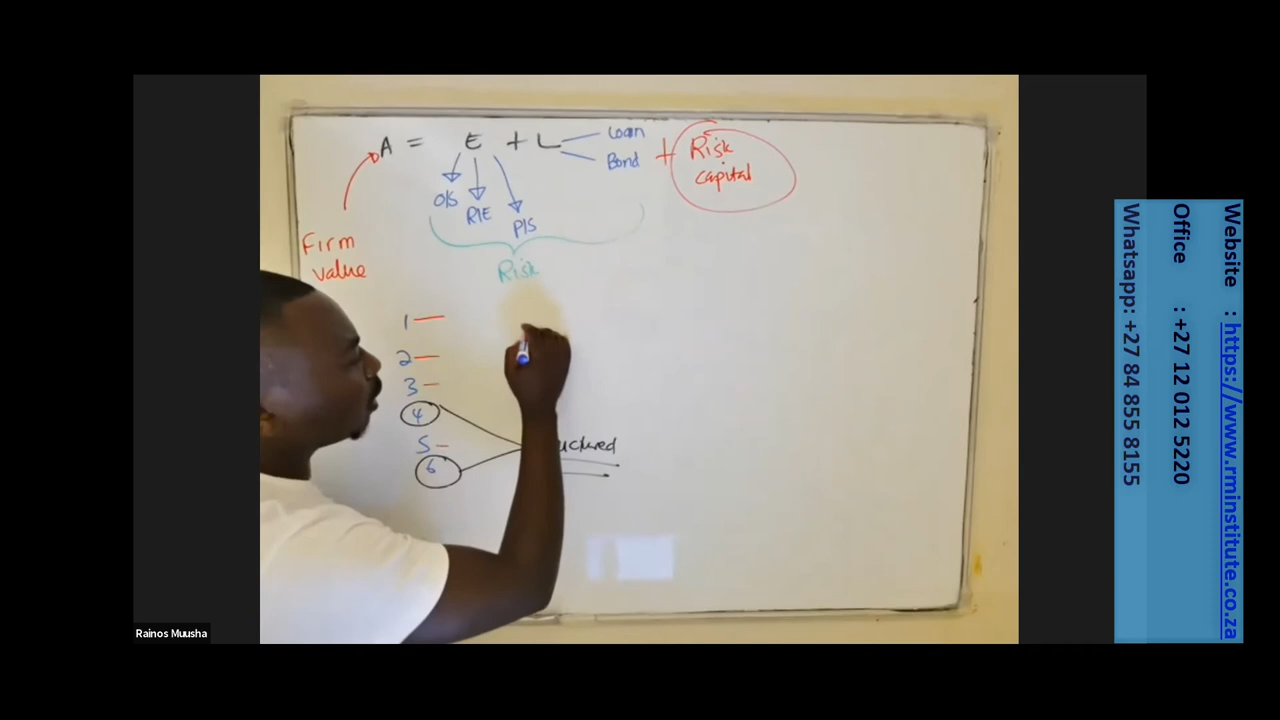 A = E + L
Loan
Bond
+ Risk
capital
O/S
R/E
P/S
Firm
value
Risk
1 —
2 —
3 —
4
5 —
6
Rainos Muusha
Website : https://www.rminstitute.co.za
Office : +27 12 012 5220
Whatsapp: +27 84 855 8155